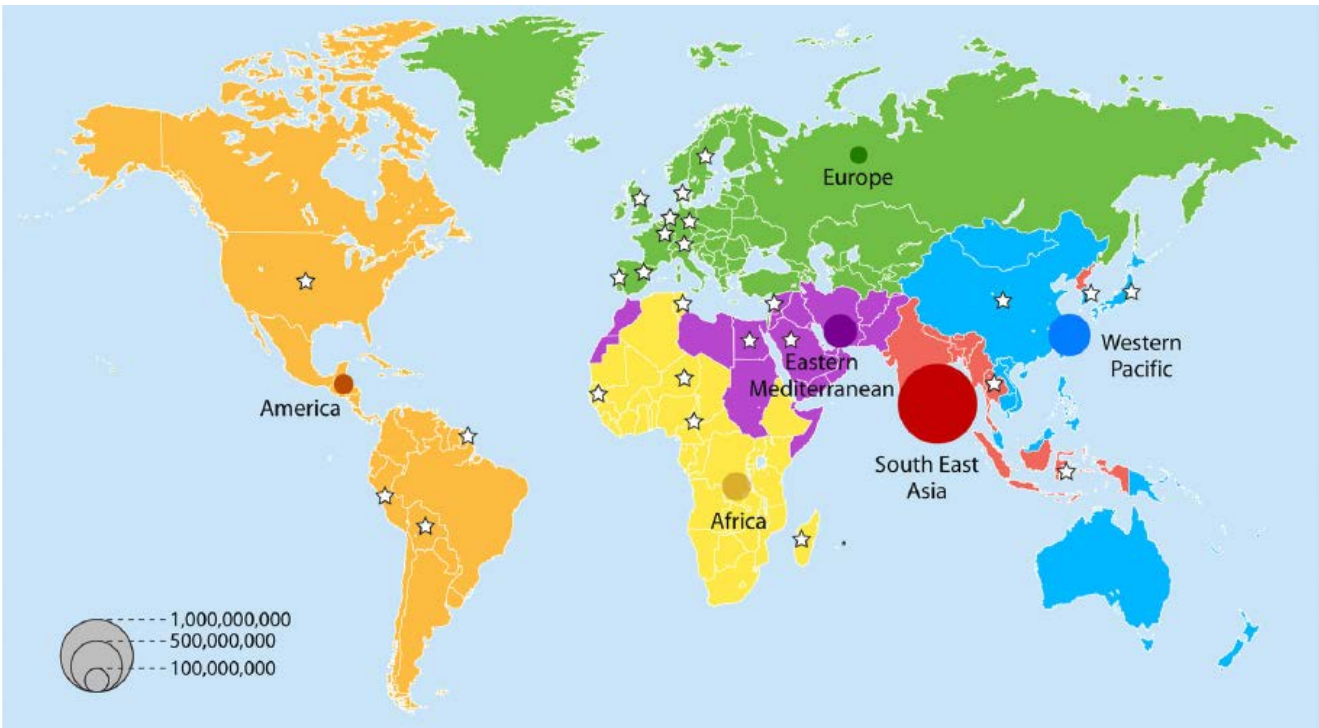 Europe
Western
Pacific
Eastern
Mediterranean
America
South East
Asia
Africa
1,000,000,000
500,000,000
100,000,000